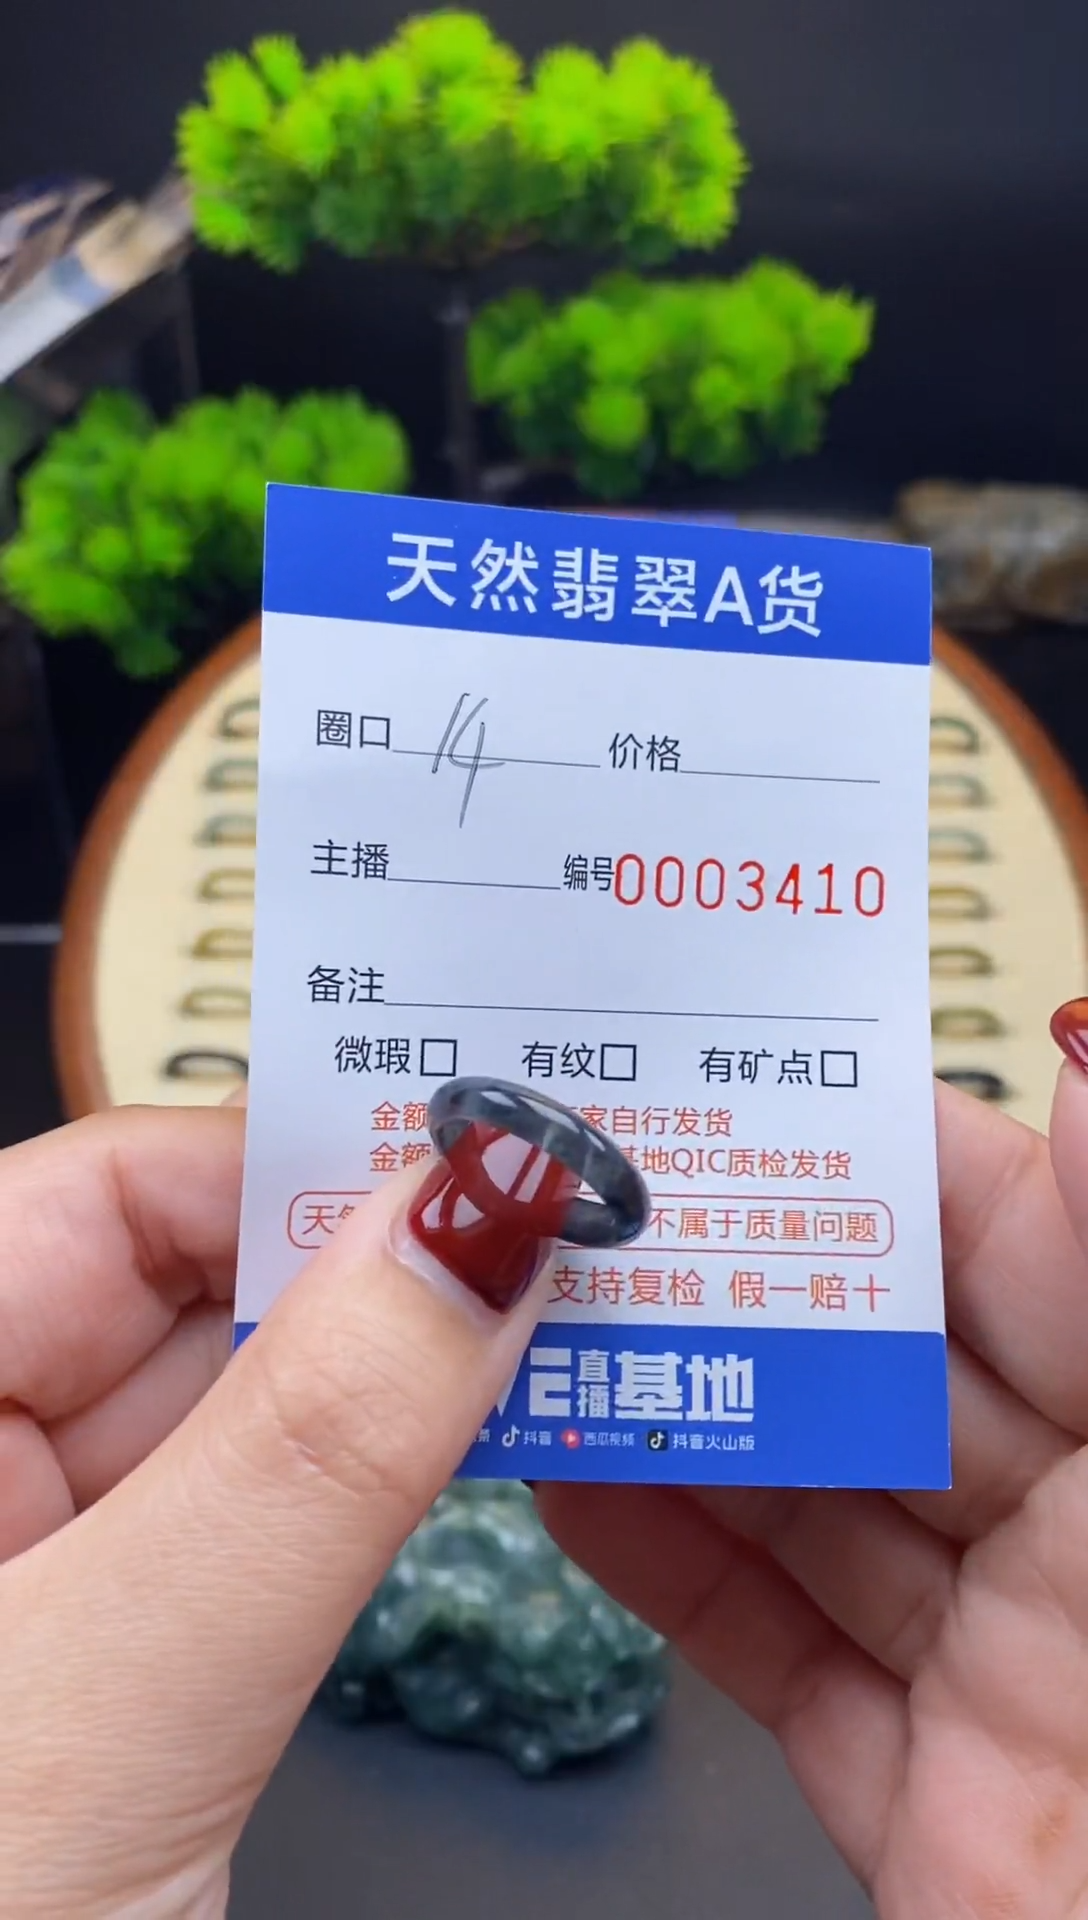 天然翡翠A货
圈口 14 价格
主播 编号0003410
备注
微瑕□ 有纹□ 有矿点□
金额 家自行发货
金额 基地QIC质检发货
天然 不属于质量问题
支持复检 假一赔十
VE直播基地
抖音 西瓜视频 抖音火山版